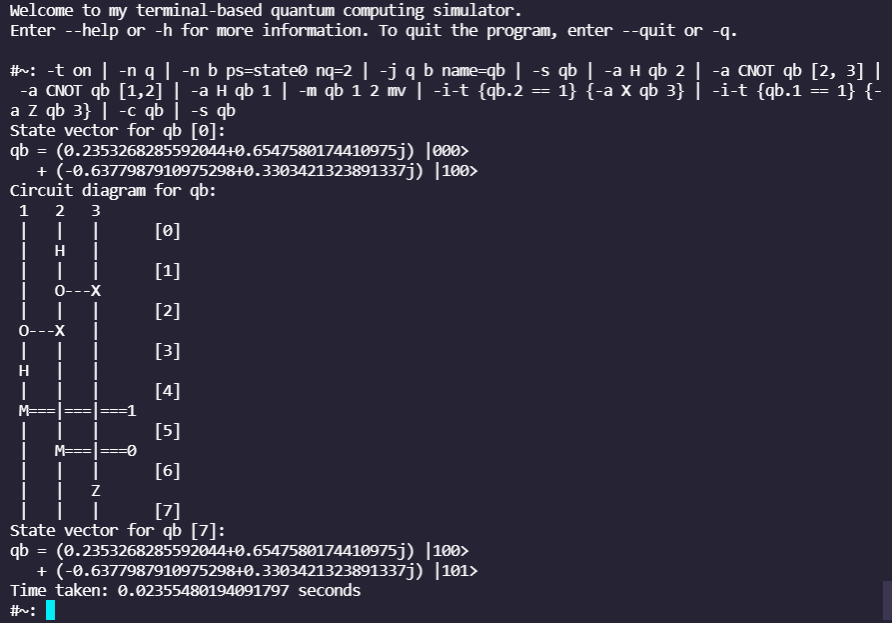 Welcome to my terminal-based quantum computing simulator.
Enter --help or -h for more information. To quit the program, enter --quit or -q.

#~: -t on | -n q | -n b ps=state0 nq=2 | -j q b name=qb | -s qb | -a H qb 2 | -a CNOT qb [2, 3] |
 -a CNOT qb [1,2] | -a H qb 1 | -m qb 1 2 mv | -i-t {qb.2 == 1} {-a X qb 3} | -i-t {qb.1 == 1} {-
a Z qb 3} | -c qb | -s qb
State vector for qb [0]:
qb = (0.2353268285592044+0.6547580174410975j) |000>
   + (-0.6377987910975298+0.3303421323891337j) |100>
Circuit diagram for qb:
 1   2   3
 |   |   |      [0]
 |   H   |
 |   |   |      [1]
 |   O---X
 |   |   |      [2]
 O---X   |
 |   |   |      [3]
 H   |   |
 |   |   |      [4]
 M===|===|===1
 |   |   |      [5]
 |   M===|===0
 |   |   |      [6]
 |   |   Z
 |   |   |      [7]
State vector for qb [7]:
qb = (0.2353268285592044+0.6547580174410975j) |100>
   + (-0.6377987910975298+0.3303421323891337j) |101>
Time taken: 0.02355480194091797 seconds
#~: